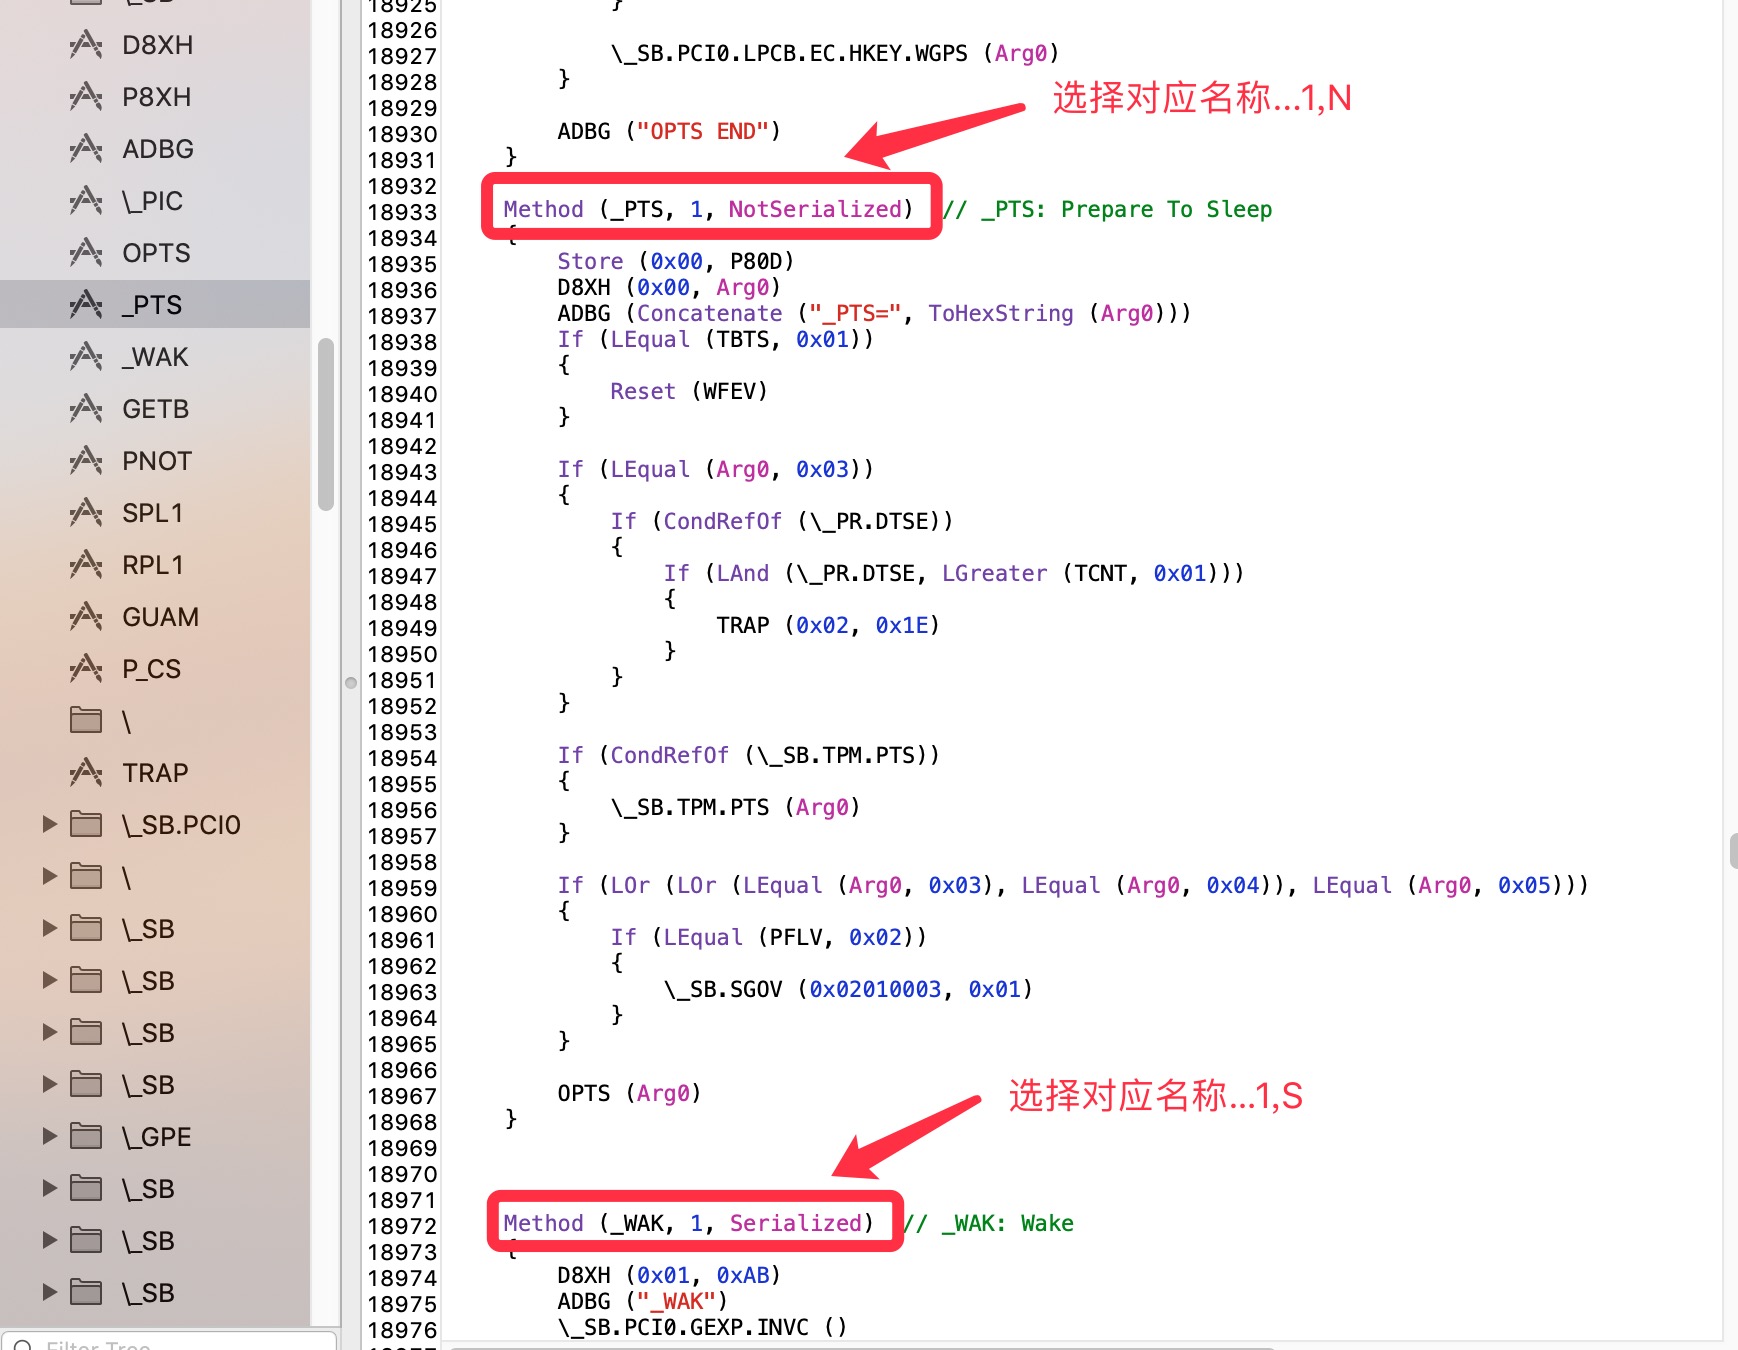 \_SB
D8XH
P8XH
ADBG
\_PIC
OPTS
_PTS
_WAK
GETB
PNOT
SPL1
RPL1
GUAM
P_CS
\
TRAP
\_SB.PCI0
\
\_SB
\_SB
\_SB
\_SB
\_GPE
\_SB
\_SB
\_SB
Filter Tree
18925 }
18926
18927 \_SB.PCI0.LPCB.EC.HKEY.WGPS (Arg0)
18928 }
选择对应名称...1,N
18929
18930 ADBG ("OPTS END")
18931 }
18932
18933 Method (_PTS, 1, NotSerialized) // _PTS: Prepare To Sleep
18934 {
18935 Store (0x00, P80D)
18936 D8XH (0x00, Arg0)
18937 ADBG (Concatenate ("_PTS=", ToHexString (Arg0)))
18938 If (LEqual (TBTS, 0x01))
18939 {
18940 Reset (WFEV)
18941 }
18942
18943 If (LEqual (Arg0, 0x03))
18944 {
18945 If (CondRefOf (\_PR.DTSE))
18946 {
18947 If (LAnd (\_PR.DTSE, LGreater (TCNT, 0x01)))
18948 {
18949 TRAP (0x02, 0x1E)
18950 }
18951 }
18952 }
18953
18954 If (CondRefOf (\_SB.TPM.PTS))
18955 {
18956 \_SB.TPM.PTS (Arg0)
18957 }
18958
18959 If (LOr (LOr (LEqual (Arg0, 0x03), LEqual (Arg0, 0x04)), LEqual (Arg0, 0x05)))
18960 {
18961 If (LEqual (PFLV, 0x02))
18962 {
18963 \_SB.SGOV (0x02010003, 0x01)
18964 }
18965 }
18966
18967 OPTS (Arg0)
选择对应名称...1,S
18968 }
18969
18970
18971
18972 Method (_WAK, 1, Serialized) // _WAK: Wake
18973 {
18974 D8XH (0x01, 0xAB)
18975 ADBG ("_WAK")
18976 \_SB.PCI0.GEXP.INVC ()